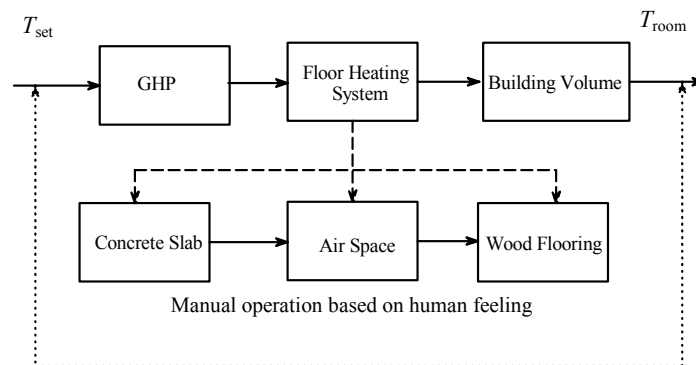 T_set
T_room
GHP
Floor Heating
System
Building Volume
Concrete Slab
Air Space
Wood Flooring
Manual operation based on human feeling